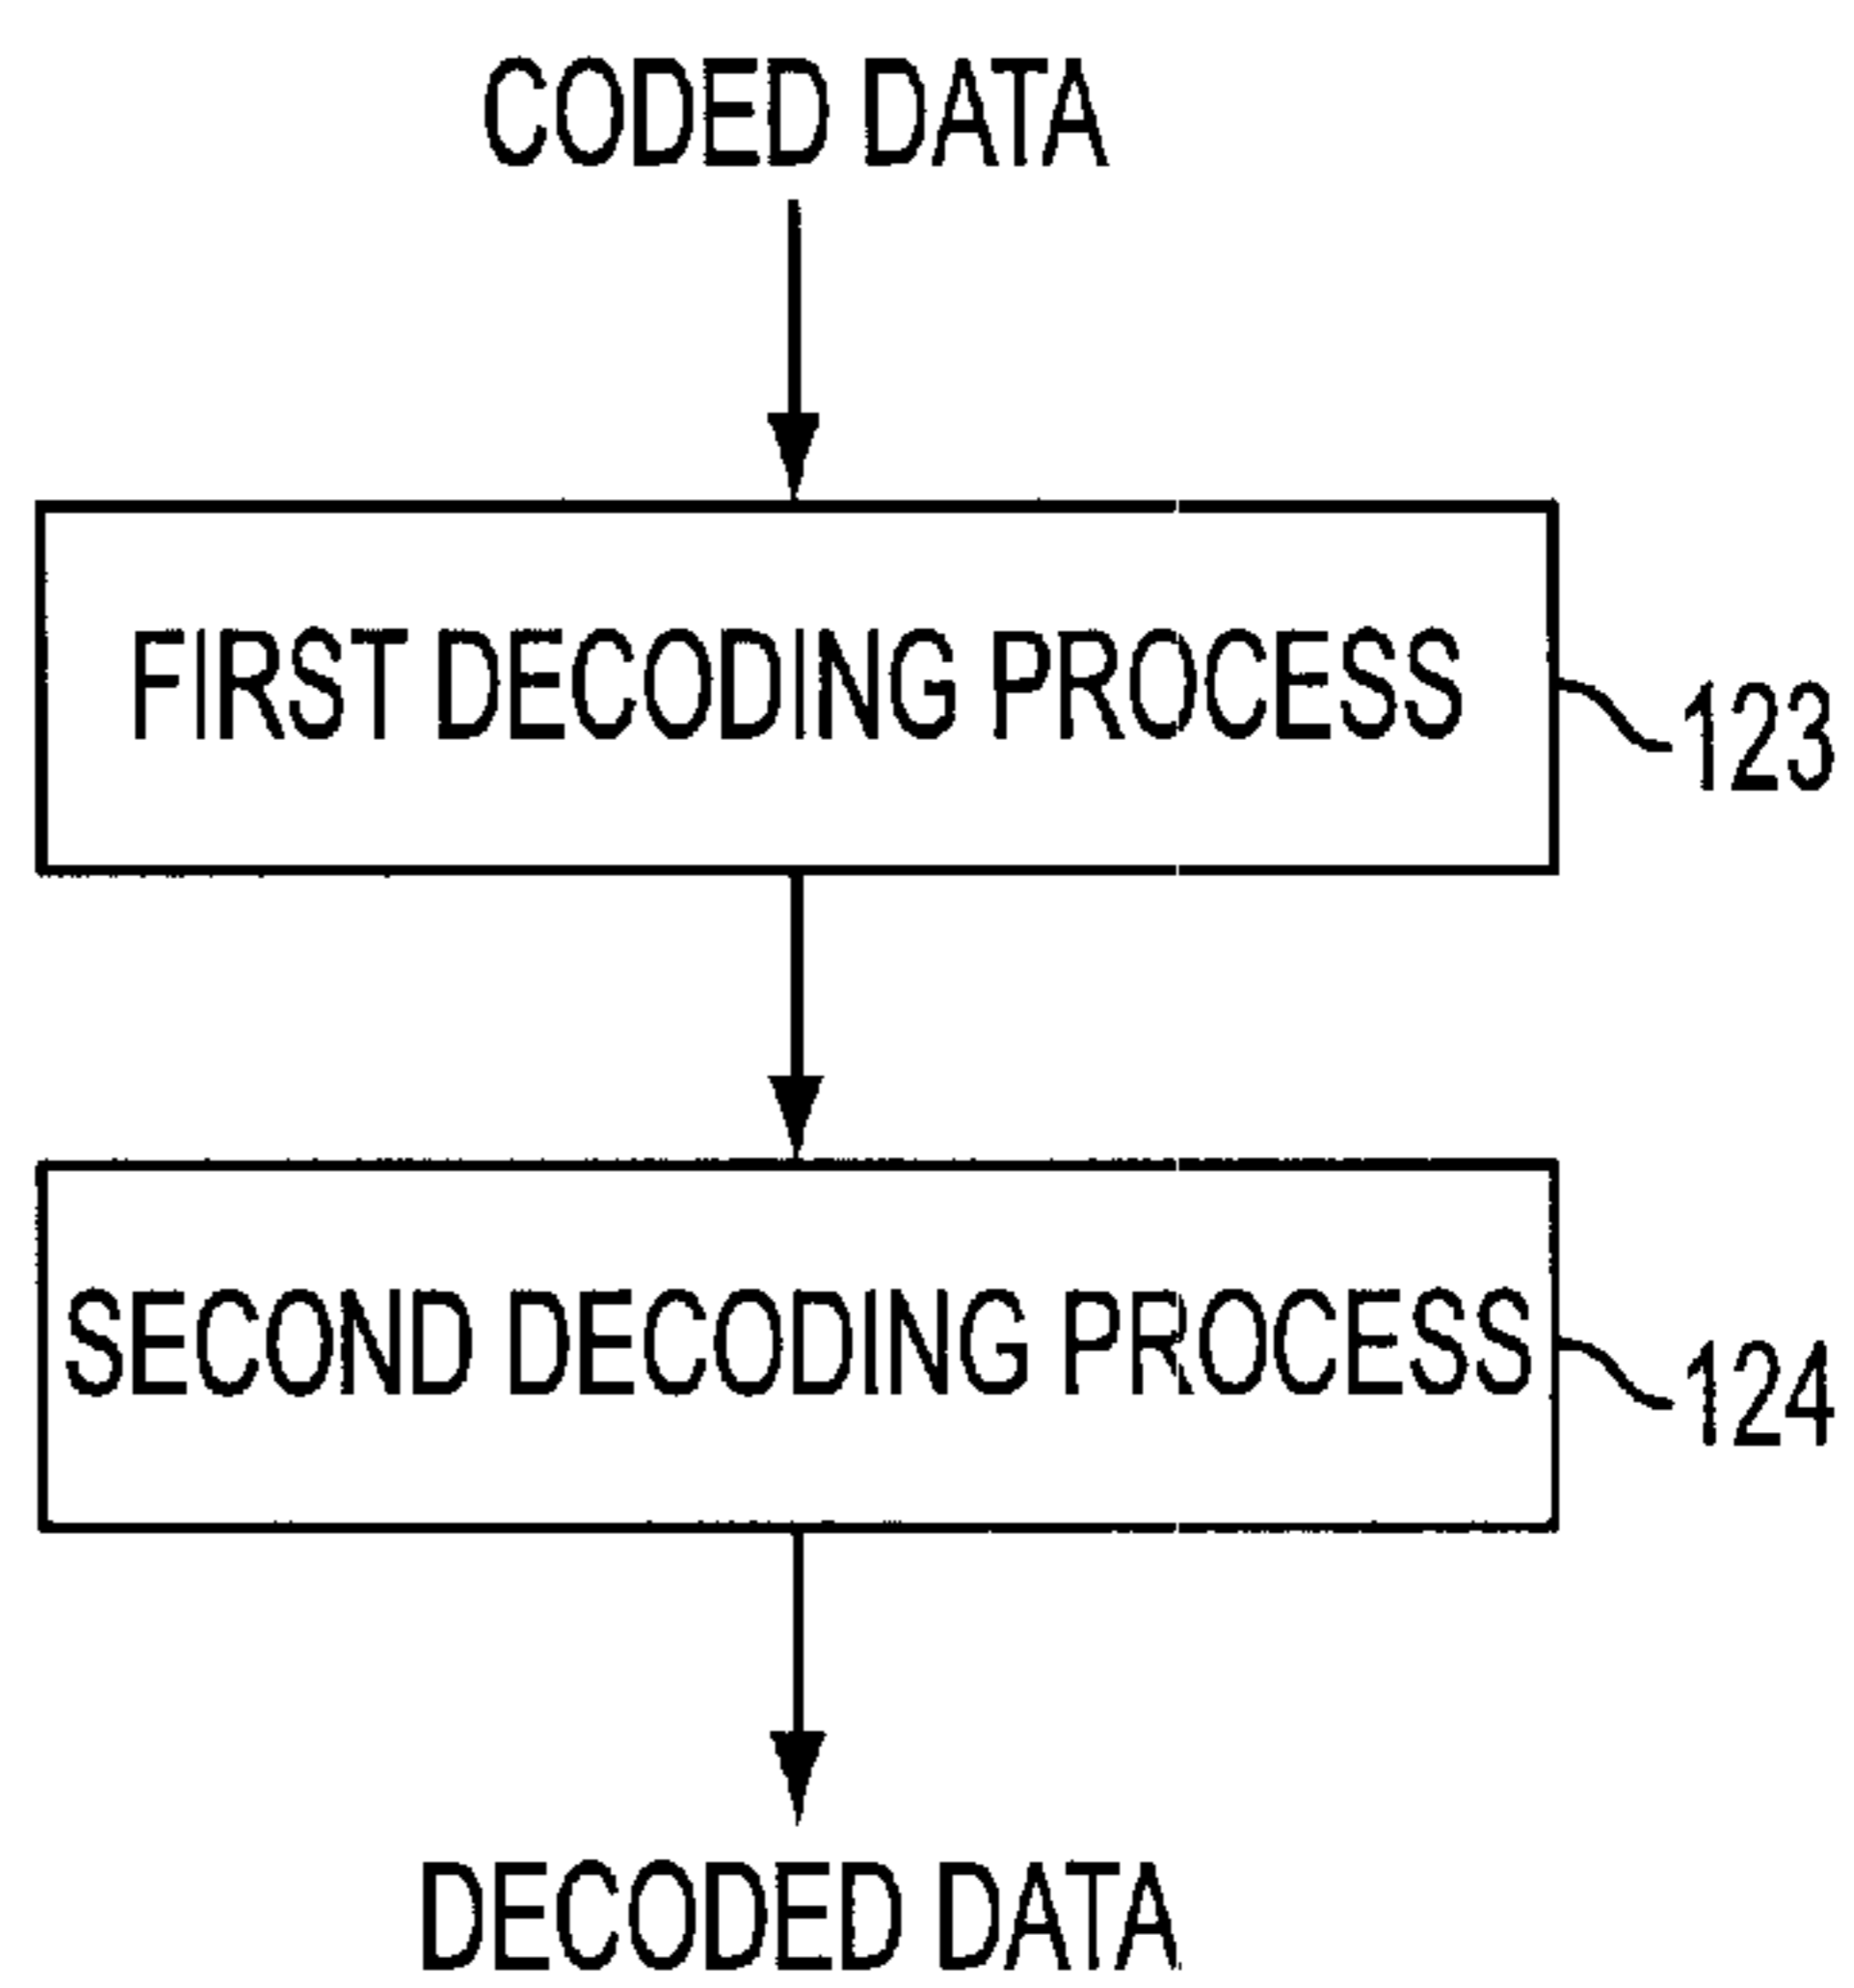 CODED DATA
FIRST DECODING PROCESS
123
SECOND DECODING PROCESS
124
DECODED DATA